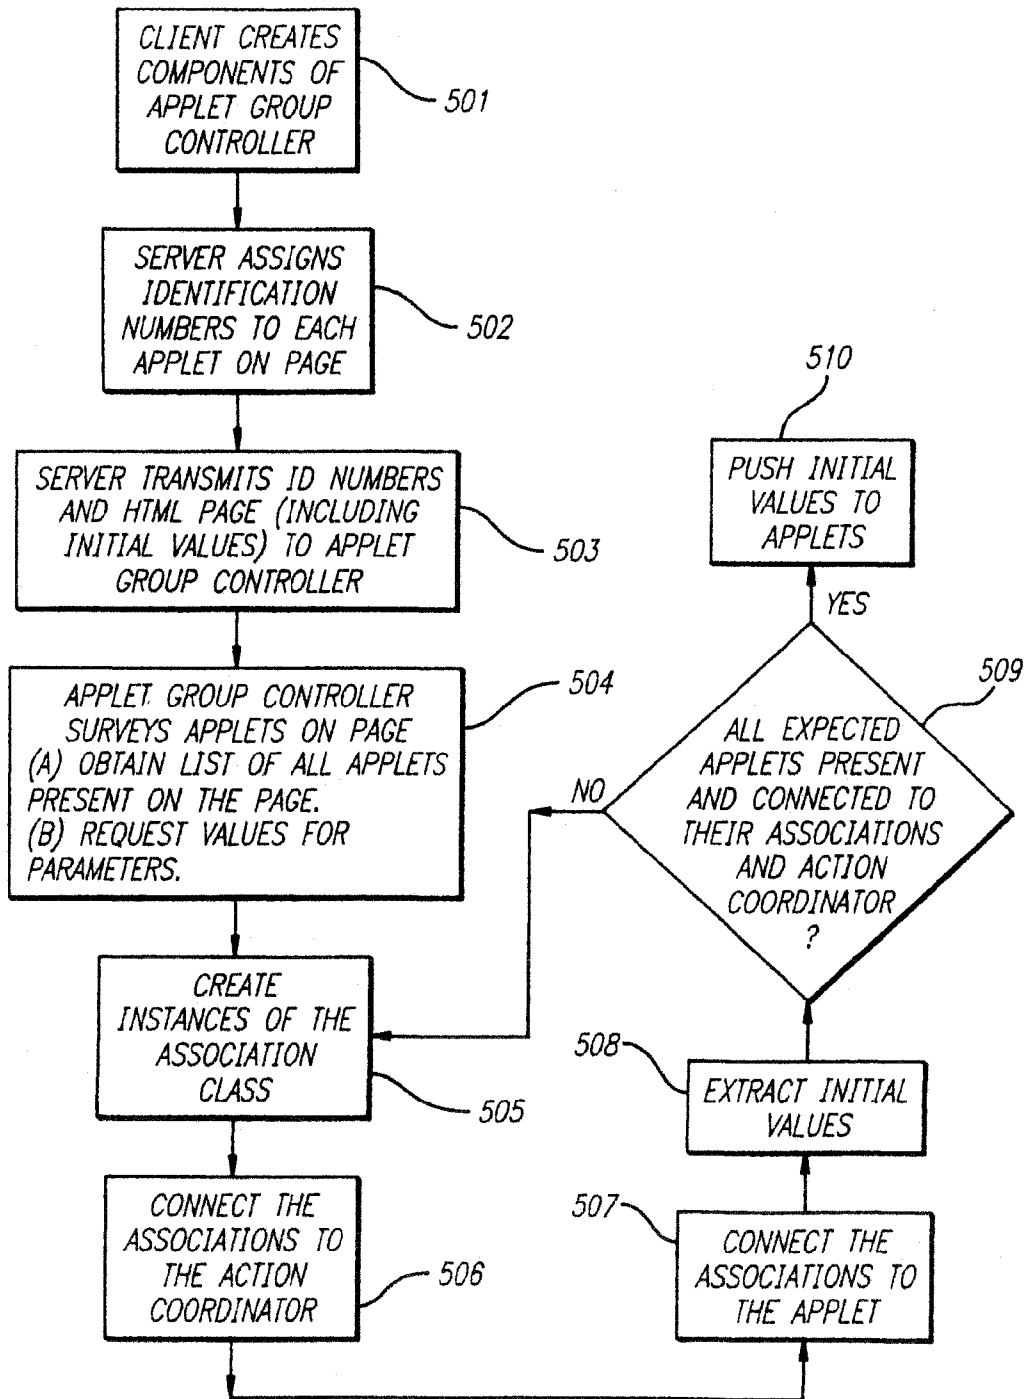 CLIENT CREATES
COMPONENTS OF
APPLET GROUP
CONTROLLER
501
SERVER ASSIGNS
IDENTIFICATION
NUMBERS TO EACH
APPLET ON PAGE
502
SERVER TRANSMITS ID NUMBERS
AND HTML PAGE (INCLUDING
INITIAL VALUES) TO APPLET
GROUP CONTROLLER
503
APPLET GROUP CONTROLLER
SURVEYS APPLETS ON PAGE
(A) OBTAIN LIST OF ALL APPLETS
PRESENT ON THE PAGE.
(B) REQUEST VALUES FOR
PARAMETERS.
504
CREATE
INSTANCES OF THE
ASSOCIATION
CLASS
505
CONNECT THE
ASSOCIATIONS TO
THE ACTION
COORDINATOR
506
507
CONNECT THE
ASSOCIATIONS TO
THE APPLET
508
EXTRACT INITIAL
VALUES
509
ALL EXPECTED
APPLETS PRESENT
AND CONNECTED TO
THEIR ASSOCIATIONS
AND ACTION
COORDINATOR
?
NO
YES
510
PUSH INITIAL
VALUES TO
APPLETS